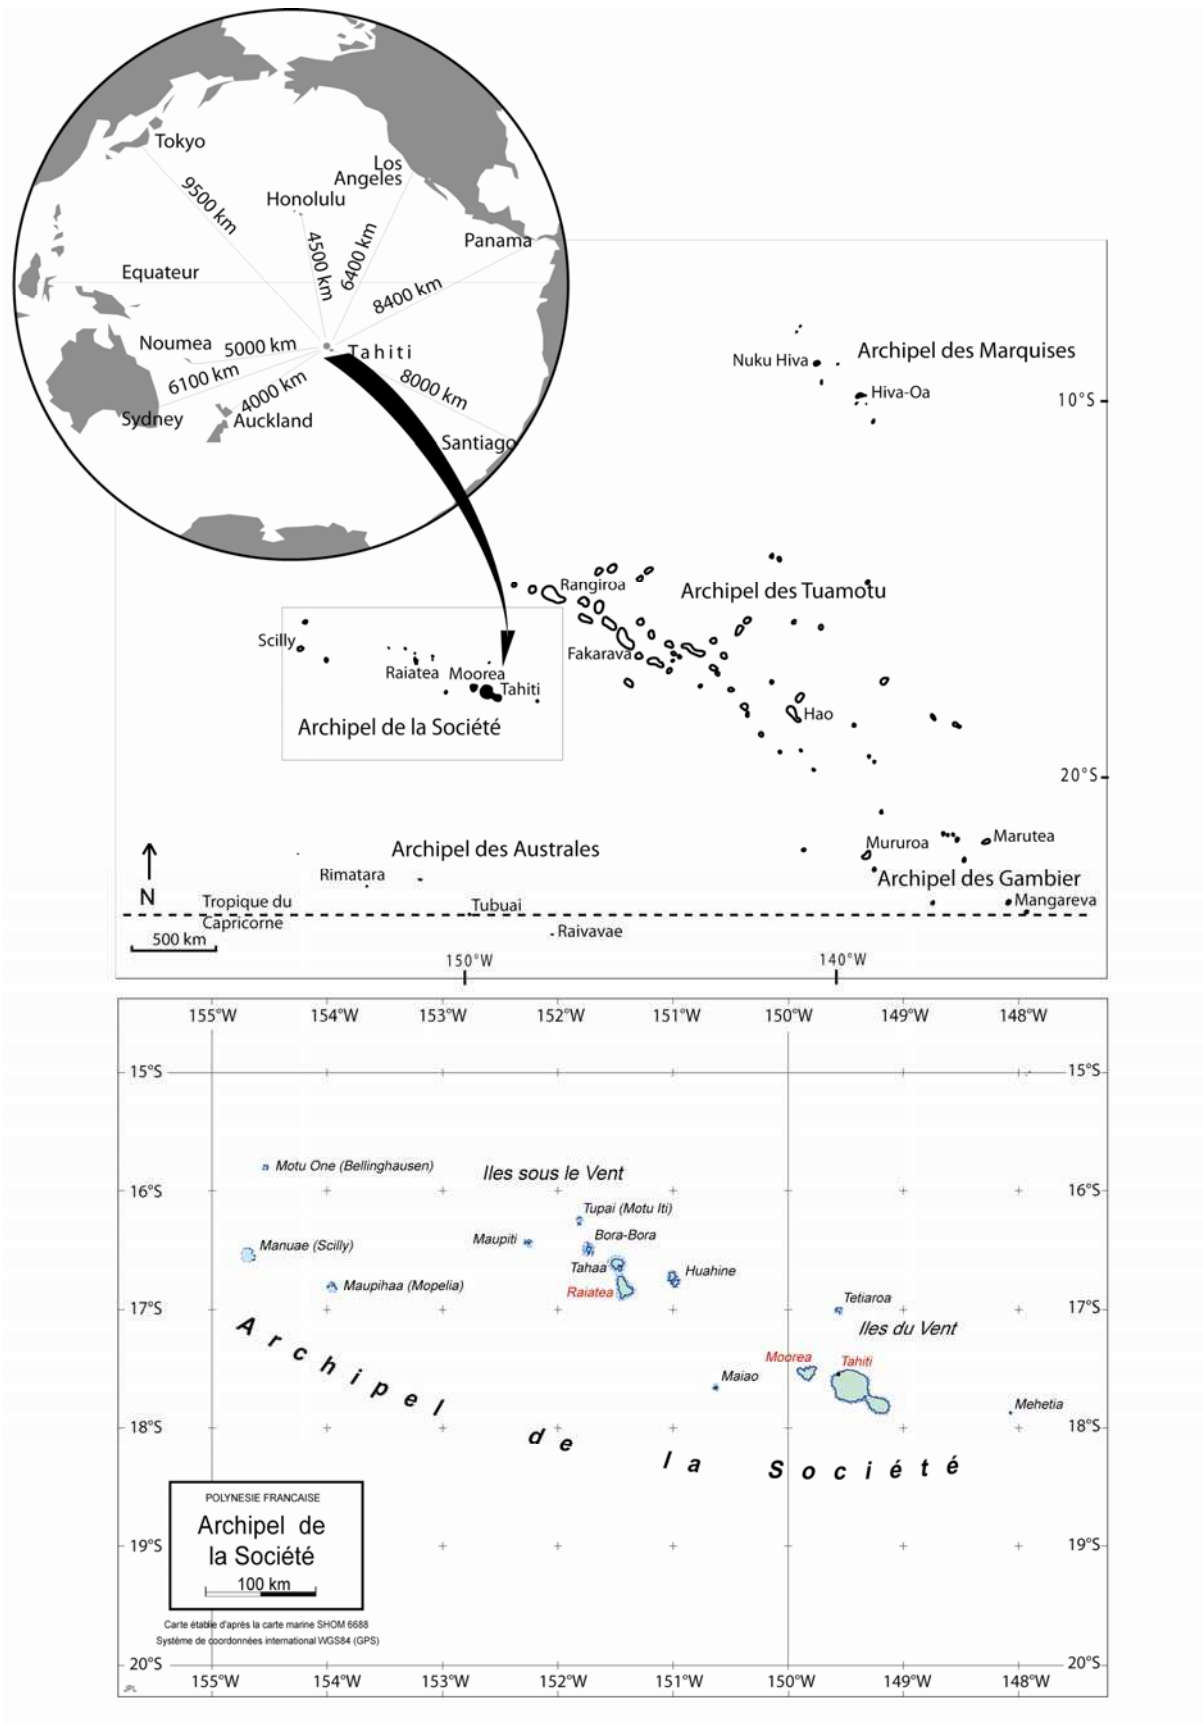 Tokyo
Los
Angeles
9500 km
Honolulu
4500 km
6400 km
Panama
Equateur
8400 km
Noumea
5000 km
Tahiti
6100 km
4000 km
8000 km
Sydney
Auckland
Santiago
Nuku Hiva
Archipel des Marquises
Hiva-Oa
10°S
Rangiroa
Archipel des Tuamotu
Scilly
Fakarava
Raiatea
Moorea
Tahiti
Hao
Archipel de la Société
20°S
Mururoa
Marutea
Archipel des Australes
Rimatara
Archipel des Gambier
N
Tropique du
Capricorne
Tubuai
Mangareva
Raivavae
500 km
150°W
140°W
155°W 154°W 153°W 152°W 151°W 150°W 149°W 148°W
15°S 15°S
Motu One (Bellinghausen)
Iles sous le Vent
16°S 16°S
Tupai (Motu Iti)
Maupiti
Bora-Bora
Manuae (Scilly)
Tahaa
Huahine
Maupihaa (Mopelia)
Raiatea
Tetiaroa
17°S 17°S
Iles du Vent
Moorea
Tahiti
Maiao
Mehetia
18°S 18°S
Archipel de la Société
POLYNESIE FRANCAISE
Archipel de
la Société
100 km
19°S 19°S
Carte établie d'après la carte marine SHOM 6688
Système de coordonnées international WGS84 (GPS)
20°S 20°S
155°W 154°W 153°W 152°W 151°W 150°W 149°W 148°W